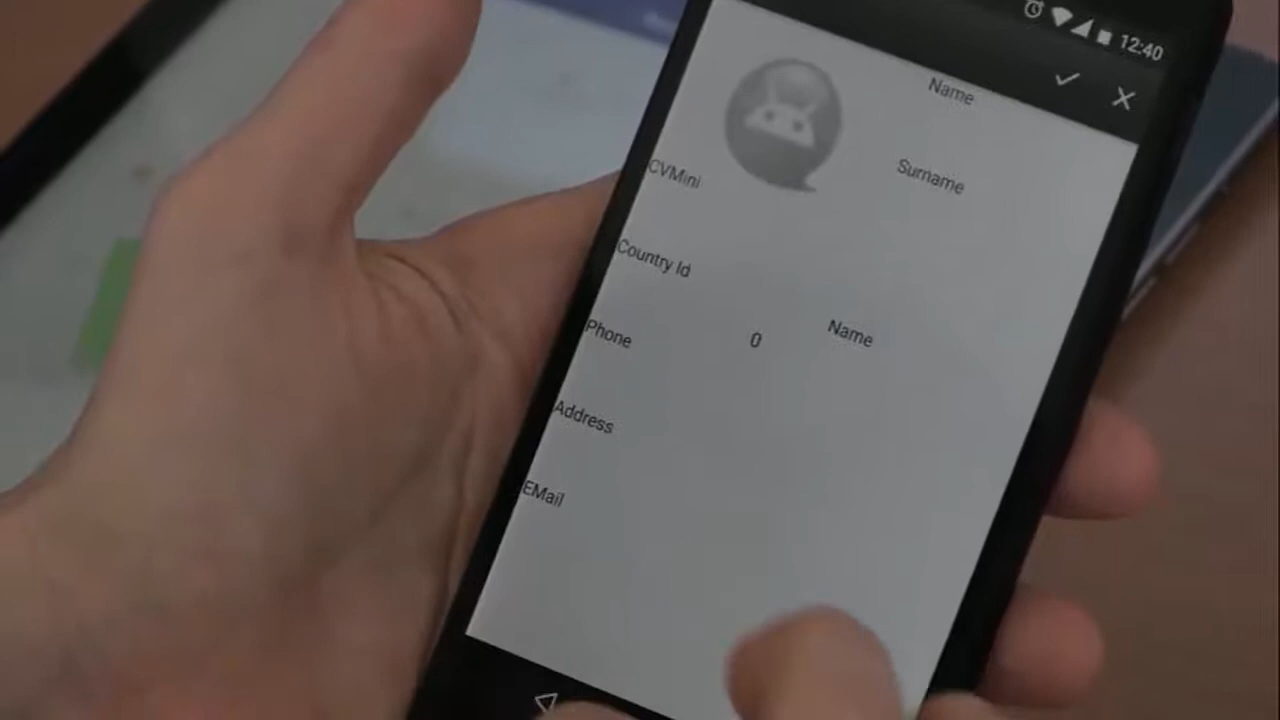 12:40
Name
Surname
CVMini
Country Id
Phone 0 Name
Address
EMail